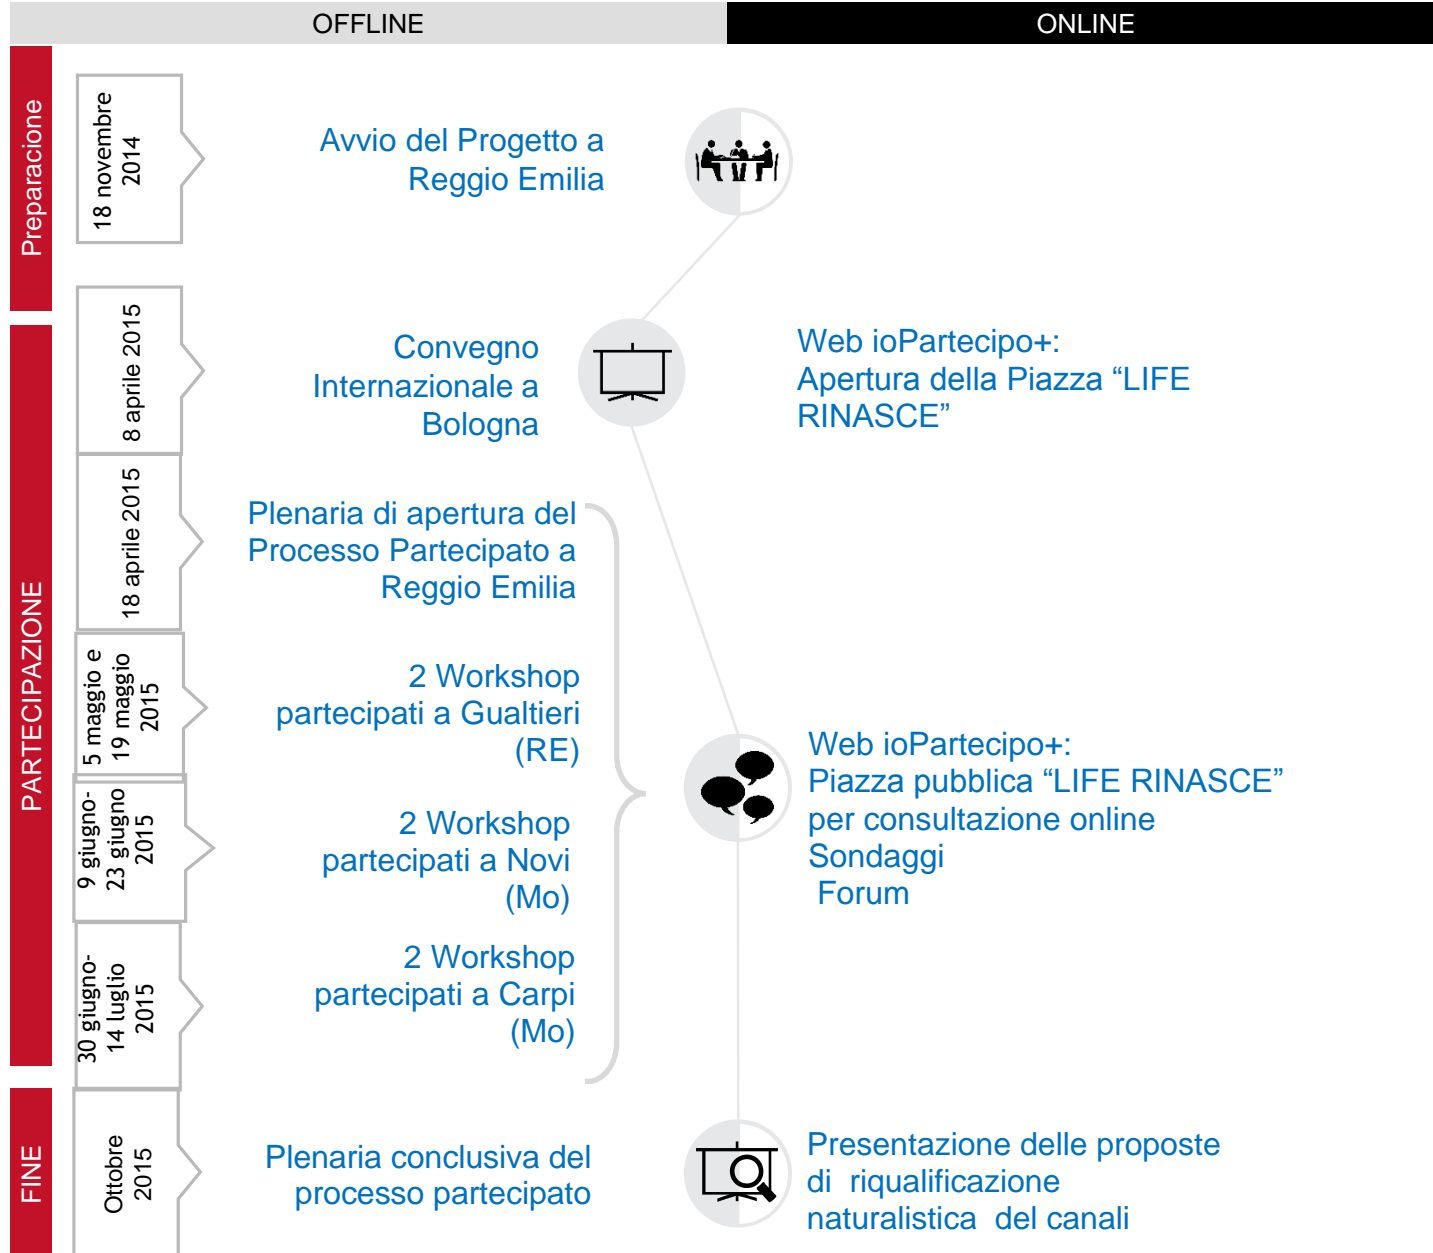 OFFLINE
ONLINE
Preparacione
18 novembre
2014
Avvio del Progetto a
Reggio Emilia
PARTECIPAZIONE
8 aprile 2015
Convegno
Internazionale a
Bologna
Web ioPartecipo+:
Apertura della Piazza “LIFE
RINASCE”
18 aprile 2015
Plenaria di apertura del
Processo Partecipato a
Reggio Emilia
5 maggio e
19 maggio
2015
2 Workshop
partecipati a Gualtieri
(RE)
Web ioPartecipo+:
Piazza pubblica “LIFE RINASCE”
per consultazione online
Sondaggi
Forum
9 giugno-
23 giugno
2015
2 Workshop
partecipati a Novi
(Mo)
30 giugno-
14 luglio
2015
2 Workshop
partecipati a Carpi
(Mo)
FINE
Ottobre
2015
Plenaria conclusiva del
processo partecipato
Presentazione delle proposte
di riqualificazione
naturalistica del canali